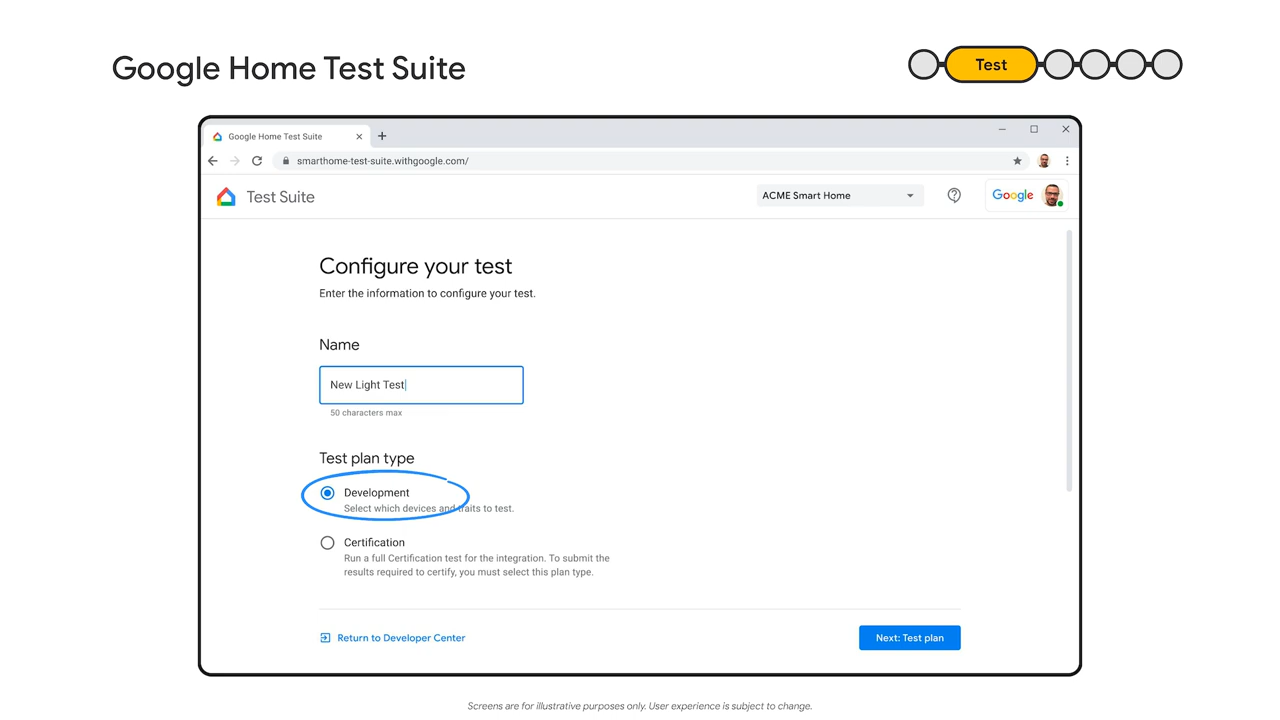 Google Home Test Suite
Test
Google Home Test Suite
smarthome-test-suite.withgoogle.com/
Test Suite
ACME Smart Home
Google
Configure your test
Enter the information to configure your test.
Name
New Light Test
50 characters max
Test plan type
Development
Select which devices and traits to test.
Certification
Run a full Certification test for the integration. To submit the
results required to certify, you must select this plan type.
Return to Developer Center
Next: Test plan
Screens are for illustrative purposes only. User experience is subject to change.